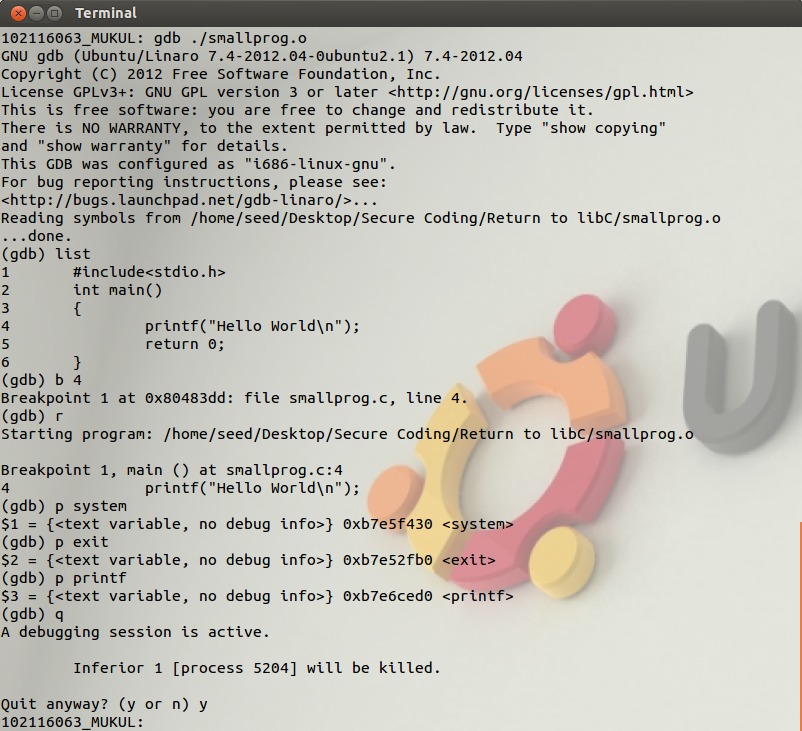 Terminal
102116063_MUKUL: gdb ./smallprog.o
GNU gdb (Ubuntu/Linaro 7.4-2012.04-0ubuntu2.1) 7.4-2012.04
Copyright (C) 2012 Free Software Foundation, Inc.
License GPLv3+: GNU GPL version 3 or later <http://gnu.org/licenses/gpl.html>
This is free software: you are free to change and redistribute it.
There is NO WARRANTY, to the extent permitted by law.  Type "show copying"
and "show warranty" for details.
This GDB was configured as "i686-linux-gnu".
For bug reporting instructions, please see:
<http://bugs.launchpad.net/gdb-linaro/>...
Reading symbols from /home/seed/Desktop/Secure Coding/Return to libC/smallprog.o
...done.
(gdb) list
1       #include<stdio.h>
2       int main()
3       {
4               printf("Hello World\n");
5               return 0;
6       }
(gdb) b 4
Breakpoint 1 at 0x80483dd: file smallprog.c, line 4.
(gdb) r
Starting program: /home/seed/Desktop/Secure Coding/Return to libC/smallprog.o

Breakpoint 1, main () at smallprog.c:4
4               printf("Hello World\n");
(gdb) p system
$1 = {<text variable, no debug info>} 0xb7e5f430 <system>
(gdb) p exit
$2 = {<text variable, no debug info>} 0xb7e52fb0 <exit>
(gdb) p printf
$3 = {<text variable, no debug info>} 0xb7e6ced0 <printf>
(gdb) q
A debugging session is active.

        Inferior 1 [process 5204] will be killed.

Quit anyway? (y or n) y
102116063_MUKUL:
u